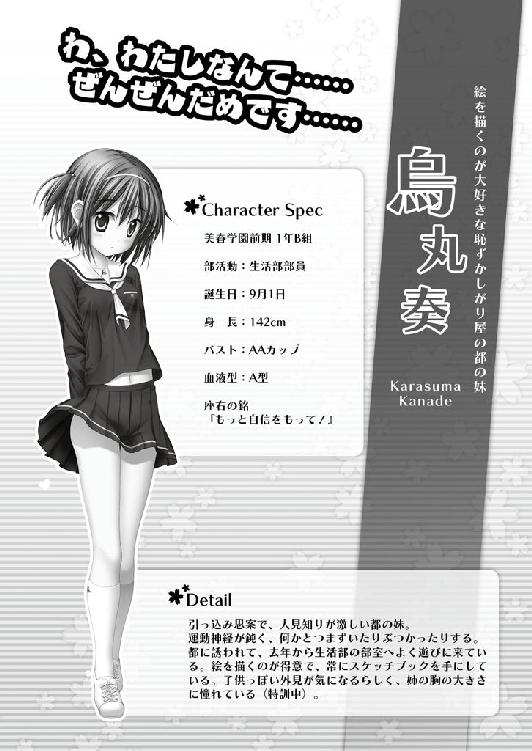 わ、わたしなんて……
ぜんぜんだめです……
絵を描くのが大好きな恥ずかしがり屋の都の妹
烏丸奏
Karasuma
Kanade
Character Spec
美春学園前期 1年B組
部活動：生活部部員
誕生日：9月1日
身　長：142cm
バスト：AAカップ
血液型：A型
座右の銘
『もっと自信をもって！』
Detail
引っ込み思案で、人見知りが激しい都の妹。
運動神経が鈍く、何かとつまずいたりぶつかったりする。
都に誘われて、去年から生活部の部室へよく遊びに来てい
る。絵を描くのが得意で、常にスケッチブックを手にして
いる。子供っぽい外見が気になるらしく、姉の胸の大きさ
に憧れている（特訓中）。